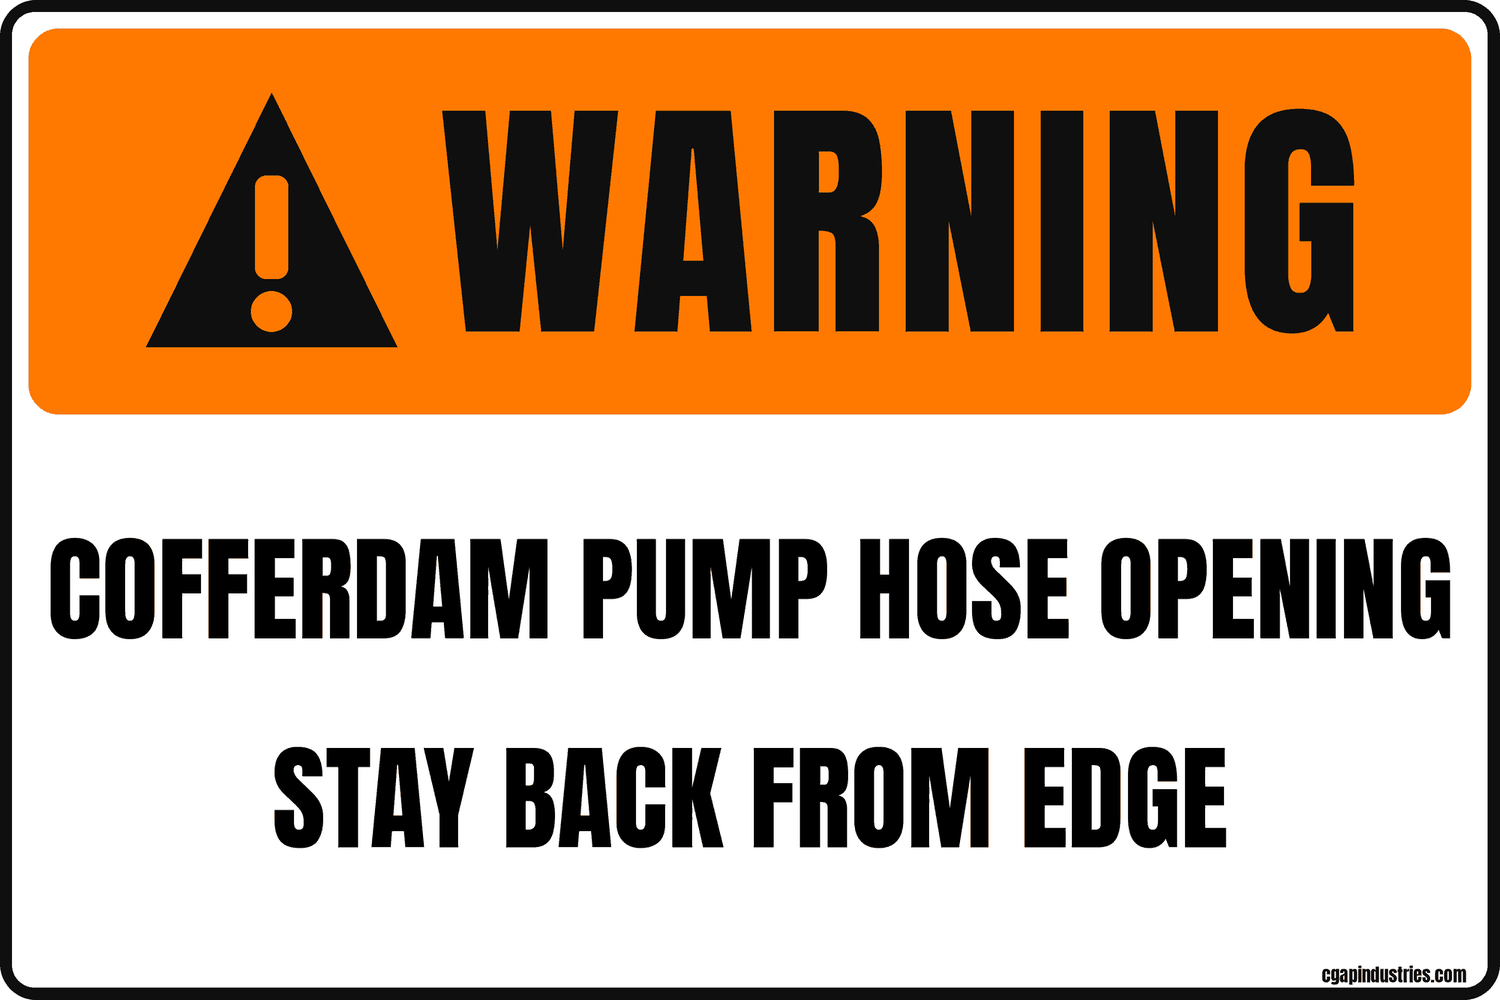 WARNING
COFFERDAM PUMP HOSE OPENING
STAY BACK FROM EDGE
cgapindustries.com